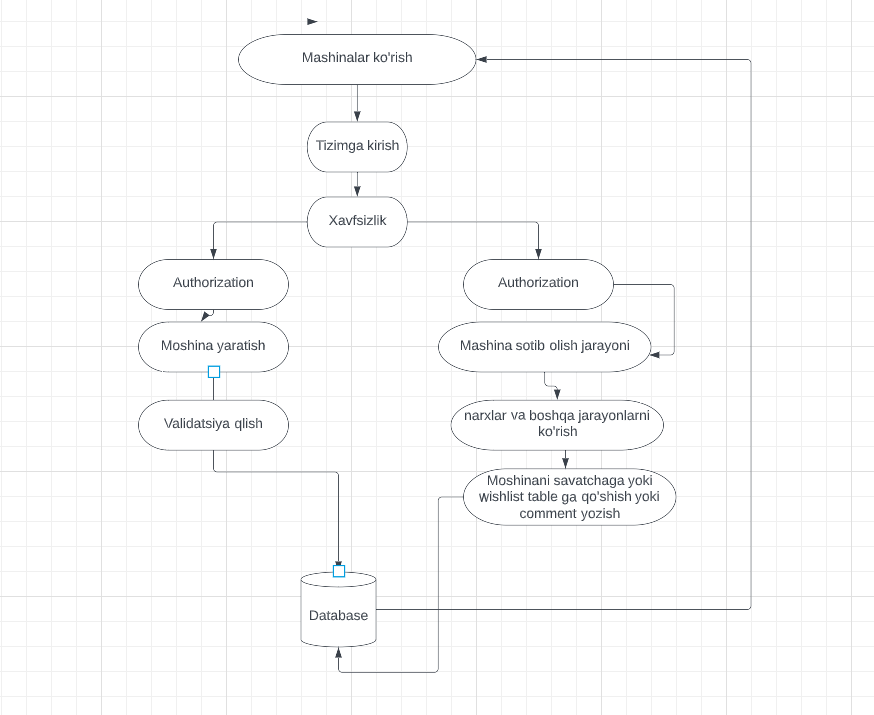 Mashinalar ko'rish
Tizimga kirish
Xavfsizlik
Authorization
Authorization
Moshina yaratish
Mashina sotib olish jarayoni
Validatsiya qlish
narxlar va boshqa jarayonlarni
ko'rish
Moshinani savatchaga yoki
wishlist table ga qo'shish yoki
comment yozish
Database